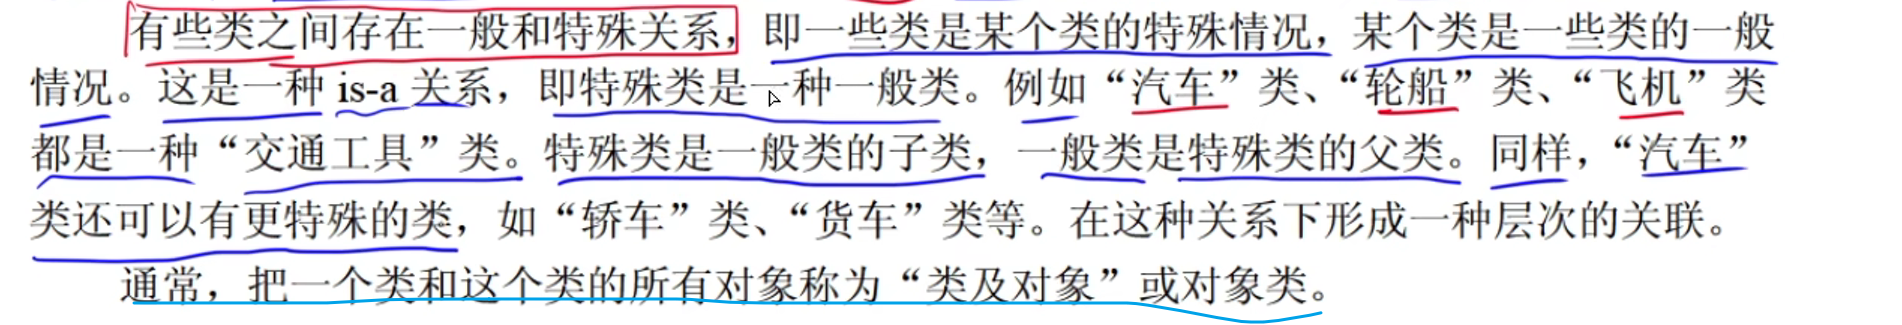 有些类之间存在一般和特殊关系，即一些类是某个类的特殊情况，某个类是一些类的一般
情况。这是一种 is-a 关系，即特殊类是一种一般类。例如“汽车”类、“轮船”类、“飞机”类
都是一种“交通工具”类。特殊类是一般类的子类，一般类是特殊类的父类。同样，“汽车”
类还可以有更特殊的类，如“轿车”类、“货车”类等。在这种关系下形成一种层次的关联。
通常，把一个类和这个类的所有对象称为“类及对象”或对象类。